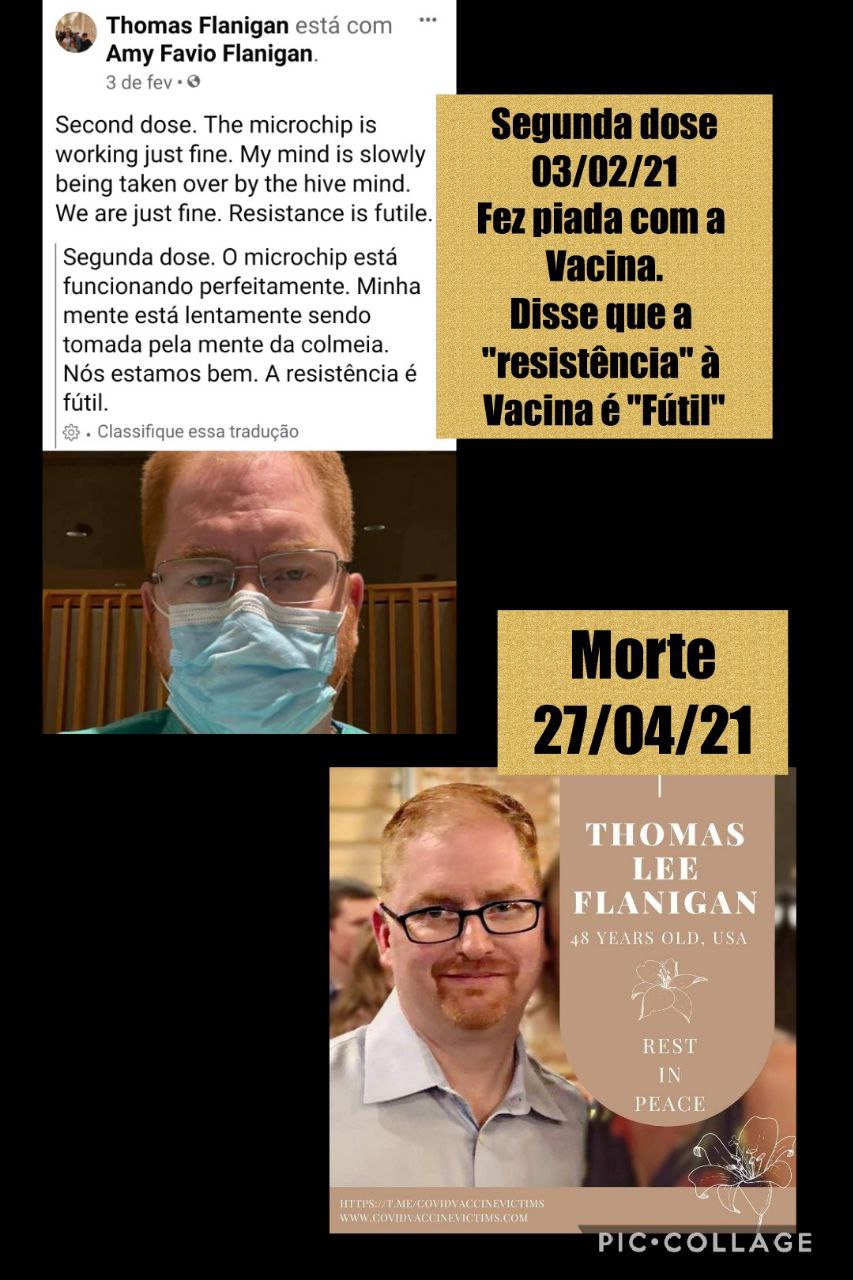 Thomas Flanigan está com
Amy Favio Flanigan.
3 de fev •
Second dose. The microchip is
working just fine. My mind is slowly
being taken over by the hive mind.
We are just fine. Resistance is futile.
Segunda dose. O microchip está
funcionando perfeitamente. Minha
mente está lentamente sendo
tomada pela mente da colmeia.
Nós estamos bem. A resistência é
fútil.
• Classifique essa tradução
Segunda dose
03/02/21
Fez piada com a
Vacina.
Disse que a
"resistência" à
Vacina é "Fútil"
Morte
27/04/21
THOMAS
LEE
FLANIGAN
48 YEARS OLD, USA
REST
IN
PEACE
HTTPS://T.ME/COVIDVACCINEVICTIMS
WWW.COVIDVACCINEVICTIMS.COM
PIC•COLLAGE